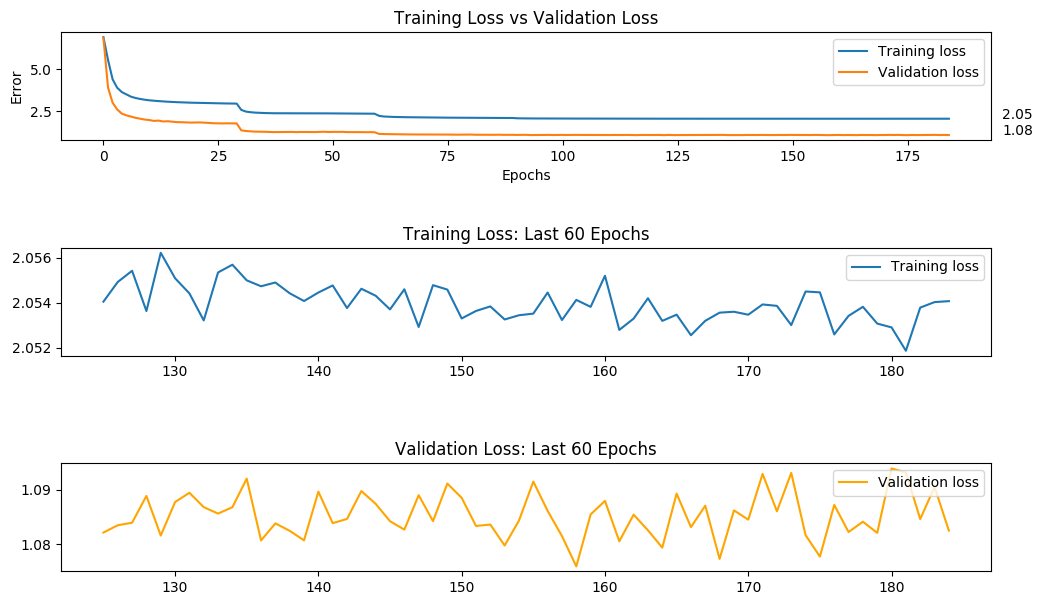 Training Loss vs Validation Loss
Error
5.0
2.5
Training loss
Validation loss
2.05
1.08
0 25 50 75 100 125 150 175
Epochs
Training Loss: Last 60 Epochs
2.056
2.054
2.052
Training loss
130 140 150 160 170 180
Validation Loss: Last 60 Epochs
1.09
1.08
Validation loss
130 140 150 160 170 180